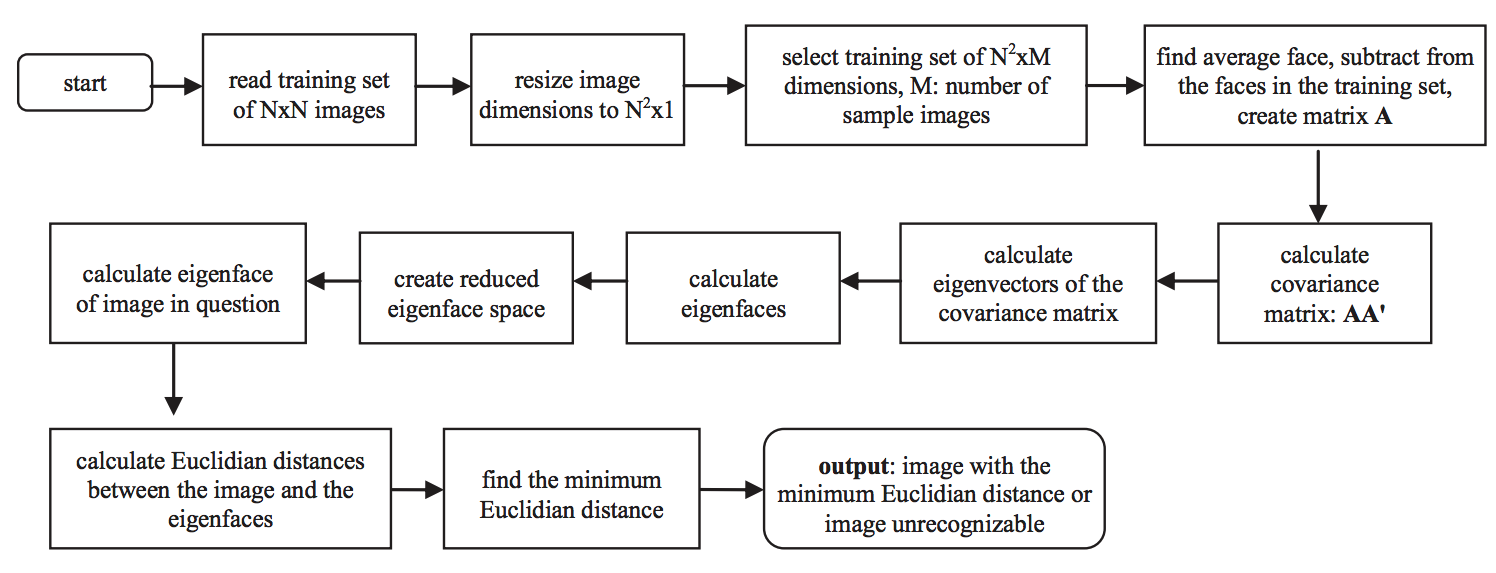 start
read training set
of NxN images
resize image
dimensions to N²x1
select training set of N²xM
dimensions, M: number of
sample images
find average face, subtract from
the faces in the training set,
create matrix A
calculate
covariance
matrix: AA'
calculate
eigenvectors of the
covariance matrix
calculate
eigenfaces
create reduced
eigenface space
calculate eigenface
of image in question
calculate Euclidian distances
between the image and the
eigenfaces
find the minimum
Euclidian distance
output: image with the
minimum Euclidian distance or
image unrecognizable